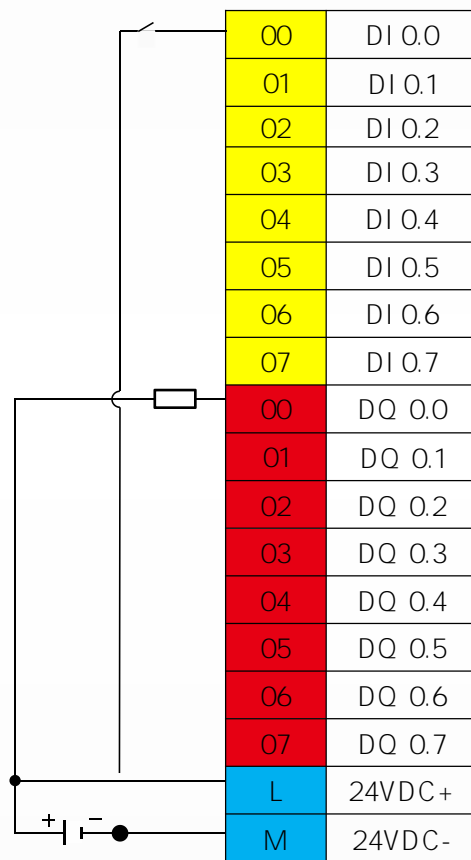 00 DI 0.0
01 DI 0.1
02 DI 0.2
03 DI 0.3
04 DI 0.4
05 DI 0.5
06 DI 0.6
07 DI 0.7
00 DQ 0.0
01 DQ 0.1
02 DQ 0.2
03 DQ 0.3
04 DQ 0.4
05 DQ 0.5
06 DQ 0.6
07 DQ 0.7
L 24VDC+
+ − M 24VDC-